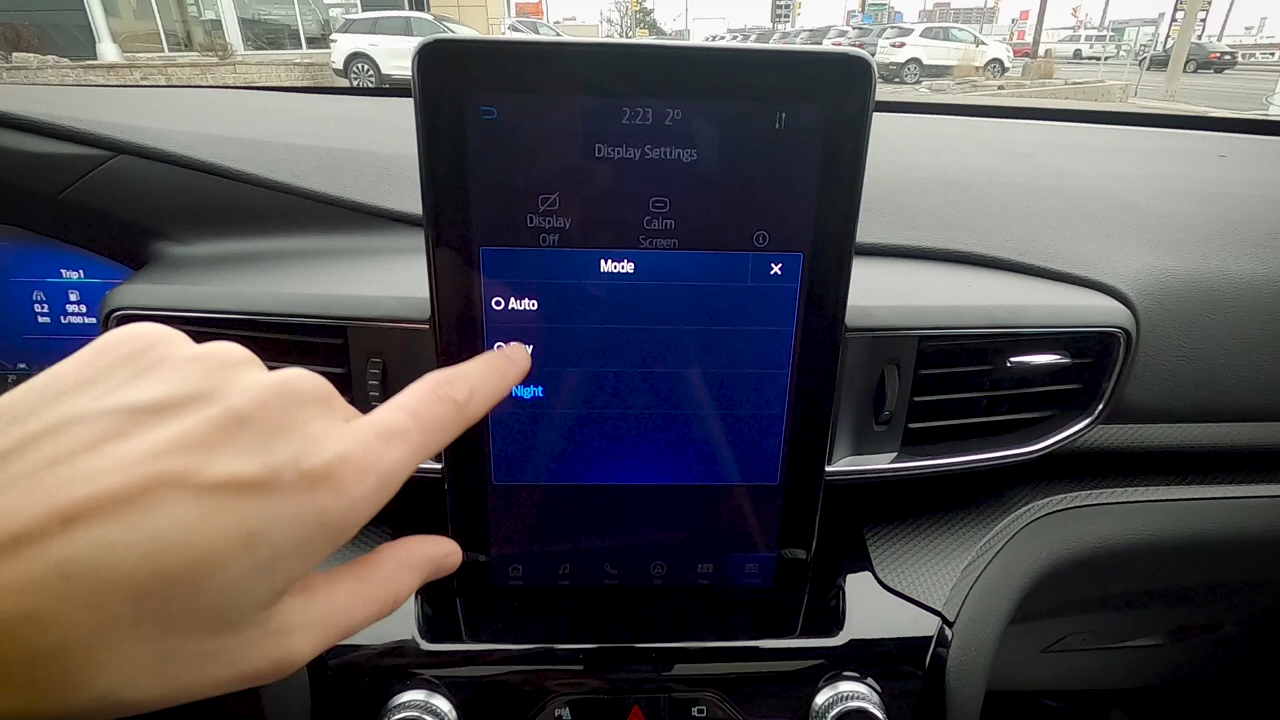 2:23 2°
Display Settings
Display
Off
Calm
Screen
Mode
Auto
Night
Trip 1
0.2
km
99.9
L/100 km